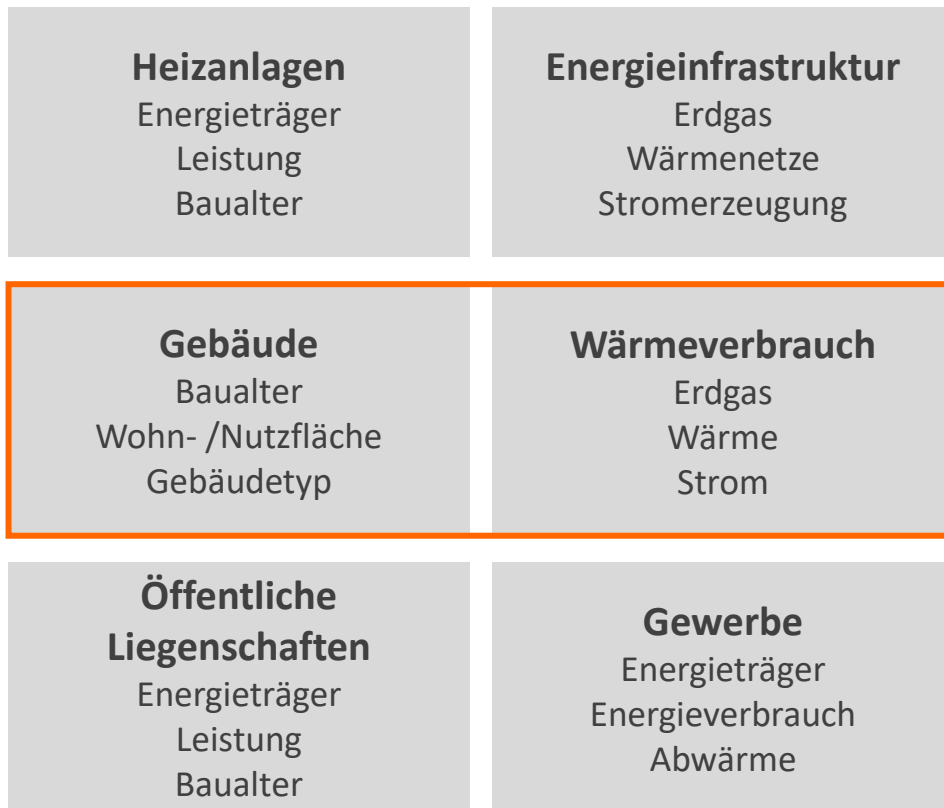 Heizanlagen
Energieträger
Leistung
Baualter
Energieinfrastruktur
Erdgas
Wärmenetze
Stromerzeugung
Gebäude
Baualter
Wohn- /Nutzfläche
Gebäudetyp
Wärmeverbrauch
Erdgas
Wärme
Strom
Öffentliche
Liegenschaften
Energieträger
Leistung
Baualter
Gewerbe
Energieträger
Energieverbrauch
Abwärme